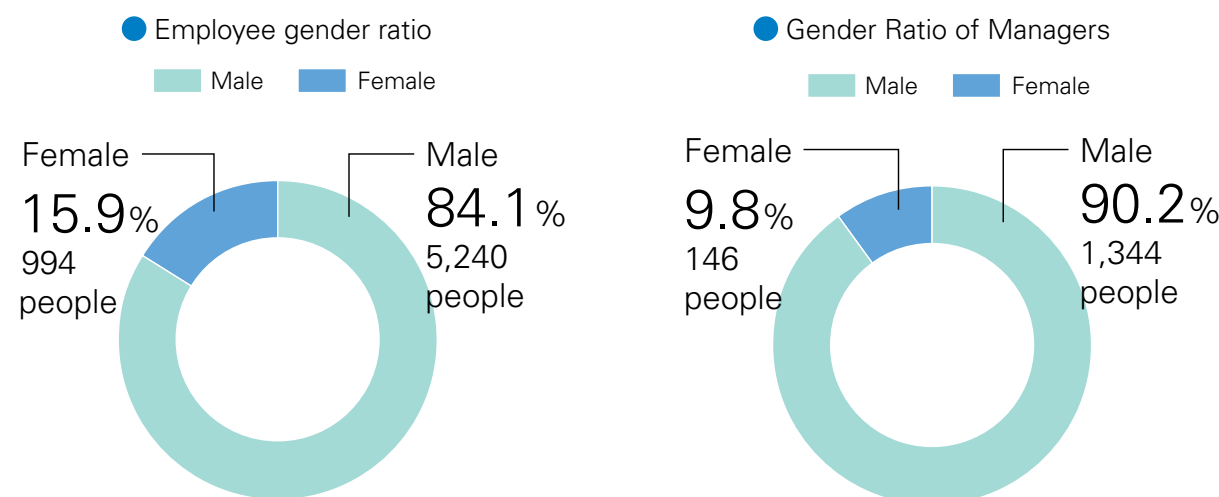 Employee gender ratio
Male Female
Female
15.9%
994
people
Male
84.1%
5,240
people
Gender Ratio of Managers
Male Female
Female
9.8%
146
people
Male
90.2%
1,344
people